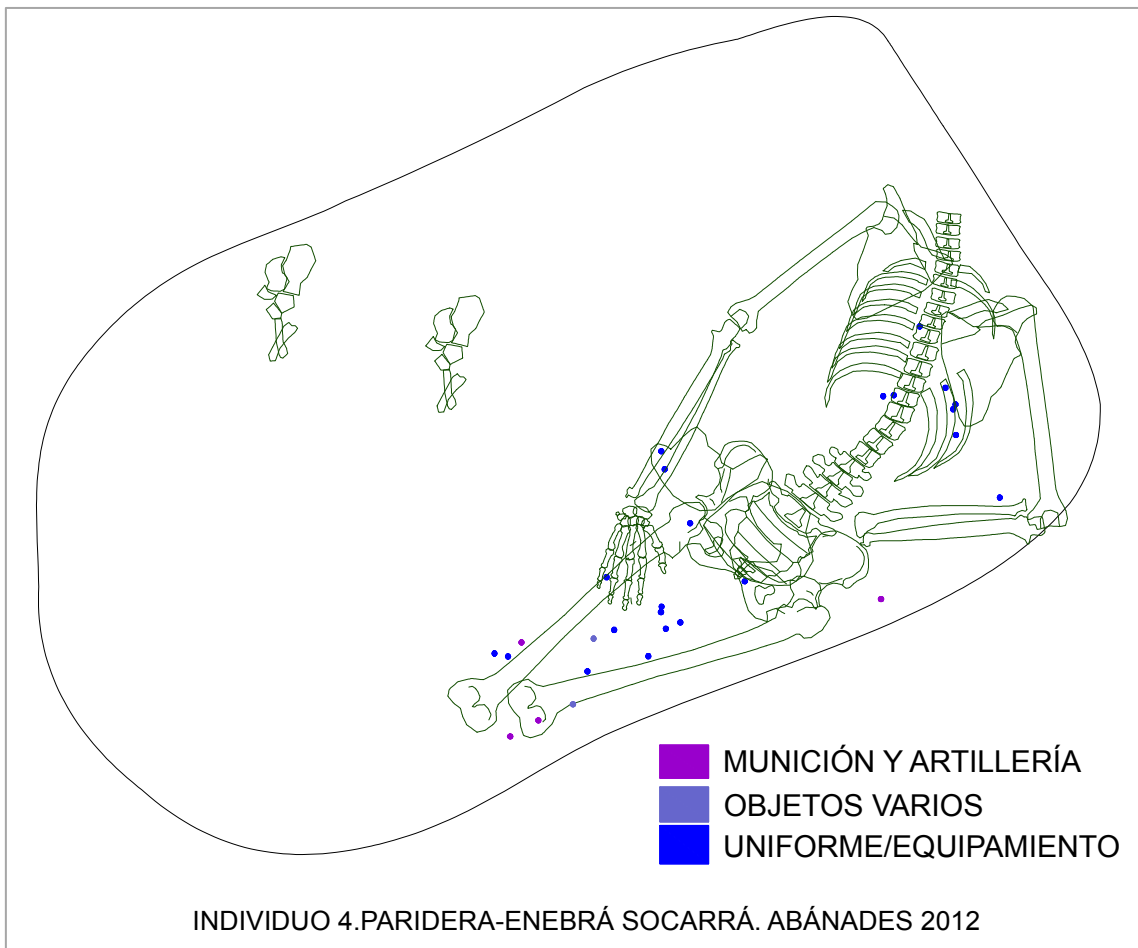 MUNICIÓN Y ARTILLERÍA
OBJETOS VARIOS
UNIFORME/EQUIPAMIENTO
INDIVIDUO 4.PARIDERA-ENEBRÁ SOCARRÁ. ABÁNADES 2012